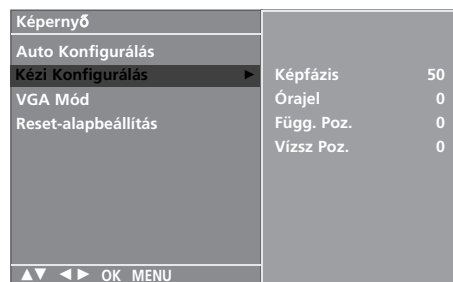 Képernyő
Auto Konfigurálás
Kézi Konfigurálás ►
VGA Mód
Reset-alapbeállítás
Képfázis 50
Órajel 0
Függ. Poz. 0
Vízsz Poz. 0
▲▼ ◄► OK MENU